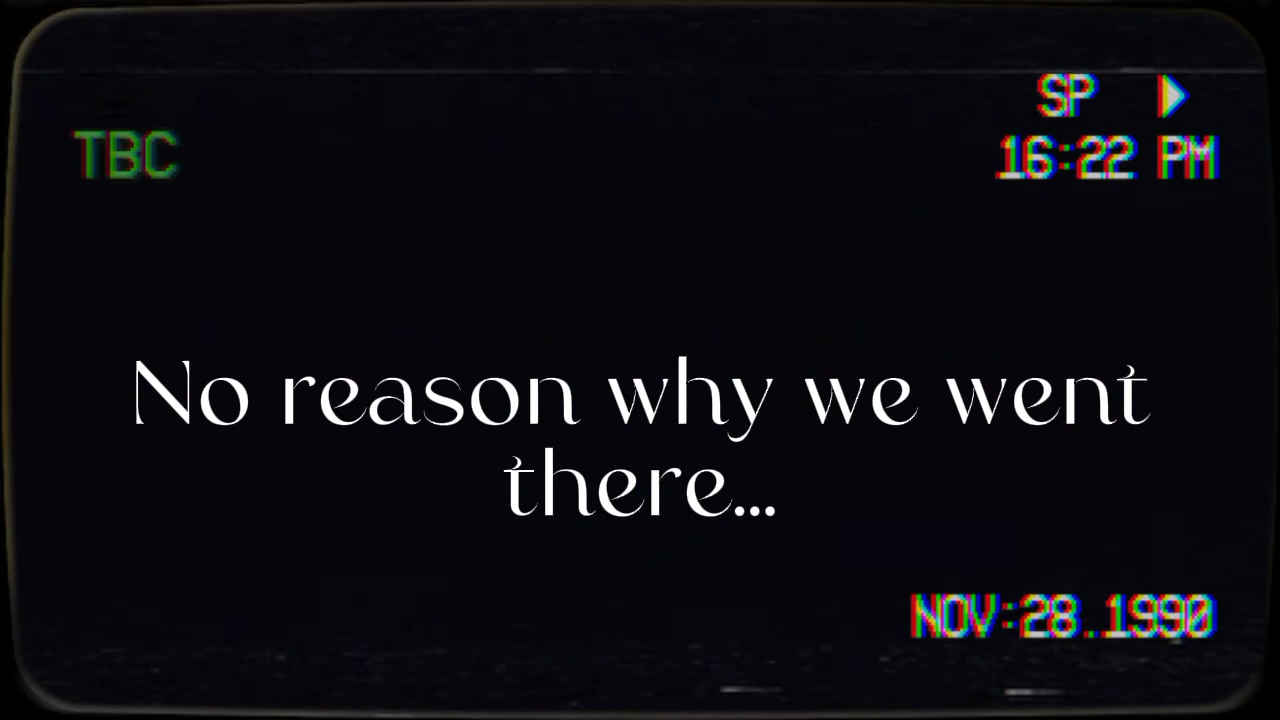 SP
TBC
16:22 PM
No reason why we went
there...
NOV:28.1990